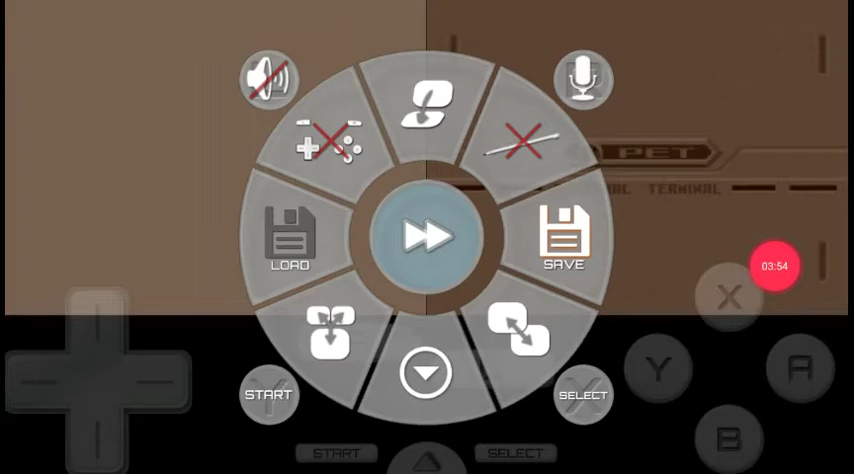 PET
TERMINAL
LOAD
SAVE
03:54
X
Y
A
START
SELECT
B
START
SELECT